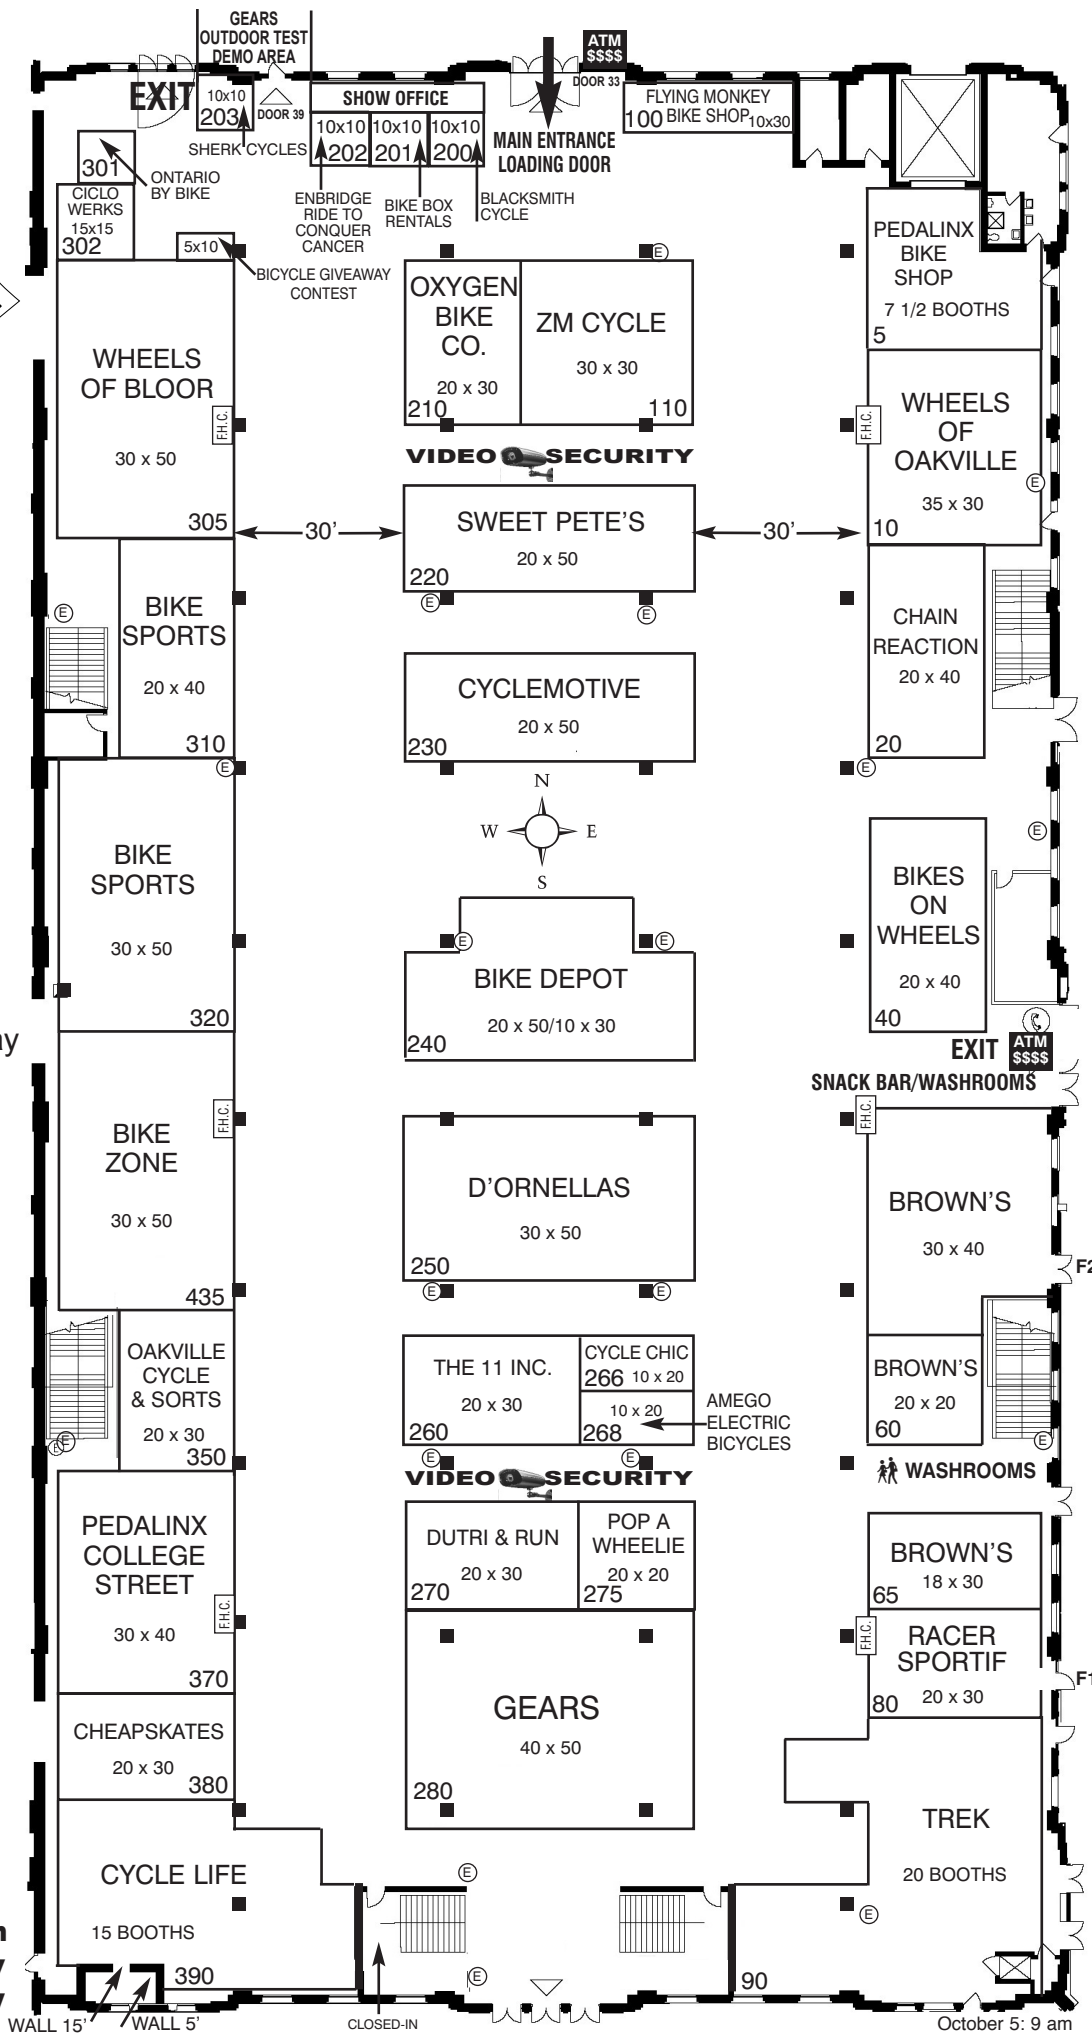 GEARS
OUTDOOR TEST
DEMO AREA
ATM
$$$$
EXIT
10x10
203
DOOR 39
SHERK CYCLES
SHOW OFFICE
10x10
202
10x10
201
10x10
200
DOOR 33
MAIN ENTRANCE
LOADING DOOR
FLYING MONKEY
100 BIKE SHOP 10x30
301
ONTARIO
BY BIKE
CICLO
WERKS
15x15
302
ENBRIDGE
RIDE TO
CONQUER
CANCER
BIKE BOX
RENTALS
BLACKSMITH
CYCLE
5x10
BICYCLE GIVEAWAY
CONTEST
E
PEDALINX
BIKE
SHOP
7 1/2 BOOTHS
5
OXYGEN
BIKE
CO.
20 x 30
210
ZM CYCLE
30 x 30
110
WHEELS
OF BLOOR
30 x 50
305
F.H.C.
F.H.C.
WHEELS
OF
OAKVILLE
35 x 30
10
E
VIDEO SECURITY
30’
SWEET PETE’S
20 x 50
220
30’
E
E
E
BIKE
SPORTS
20 x 40
310
E
CHAIN
REACTION
20 x 40
20
E
CYCLEMOTIVE
20 x 50
230
N
W E
S
E
BIKE
SPORTS
30 x 50
320
BIKES
ON
WHEELS
20 x 40
40
E
E
BIKE DEPOT
20 x 50/10 x 30
240
ay
EXIT
ATM
$$$$
SNACK BAR/WASHROOMS
F.H.C.
F.H.C.
BIKE
ZONE
30 x 50
435
D’ORNELLAS
30 x 50
250
E
E
BROWN’S
30 x 40
F2
OAKVILLE
CYCLE
& SORTS
20 x 30
350
E
E
THE 11 INC.
20 x 30
260
CYCLE CHIC
266 10 x 20
10 x 20
268
AMEGO
ELECTRIC
BICYCLES
BROWN’S
20 x 20
60
E
E
E
WASHROOMS
VIDEO SECURITY
PEDALINX
COLLEGE
STREET
30 x 40
370
F.H.C.
DUTRI & RUN
20 x 30
270
POP A
WHEELIE
20 x 20
275
BROWN’S
18 x 30
65
F.H.C.
RACER
SPORTIF
20 x 30
80
F1
GEARS
40 x 50
280
CHEAPSKATES
20 x 30
380
TREK
20 BOOTHS
90
CYCLE LIFE
15 BOOTHS
390
E
E
E
WALL 15’
WALL 5’
CLOSED-IN
October 5: 9 am